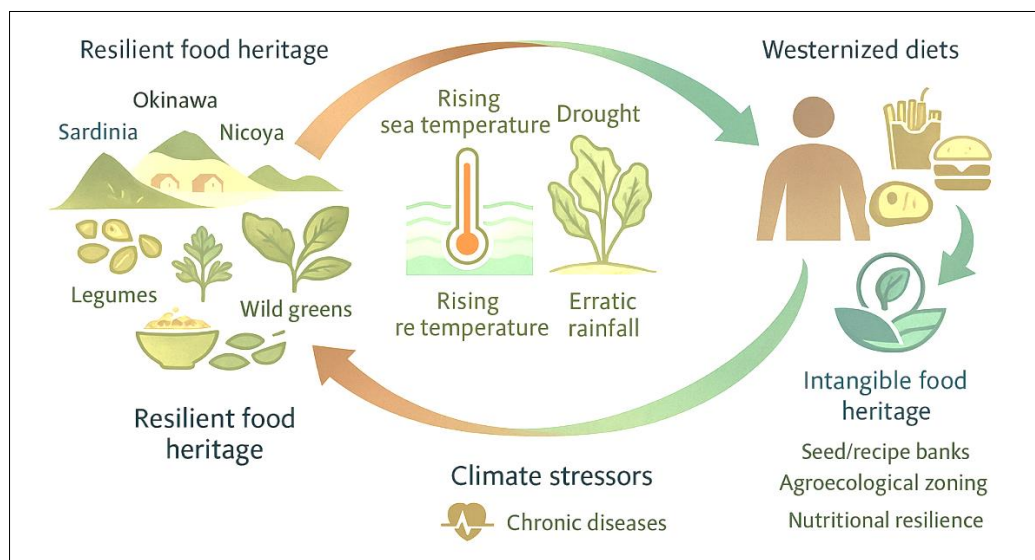 Resilient food heritage
Okinawa
Sardinia
Nicoya
Legumes
Wild greens
Resilient food
heritage
Rising
sea temperature
Drought
Rising
re temperature
Erratic
rainfall
Climate stressors
Chronic diseases
Westernized diets
Intangible food
heritage
Seed/recipe banks
Agroecological zoning
Nutritional resilience